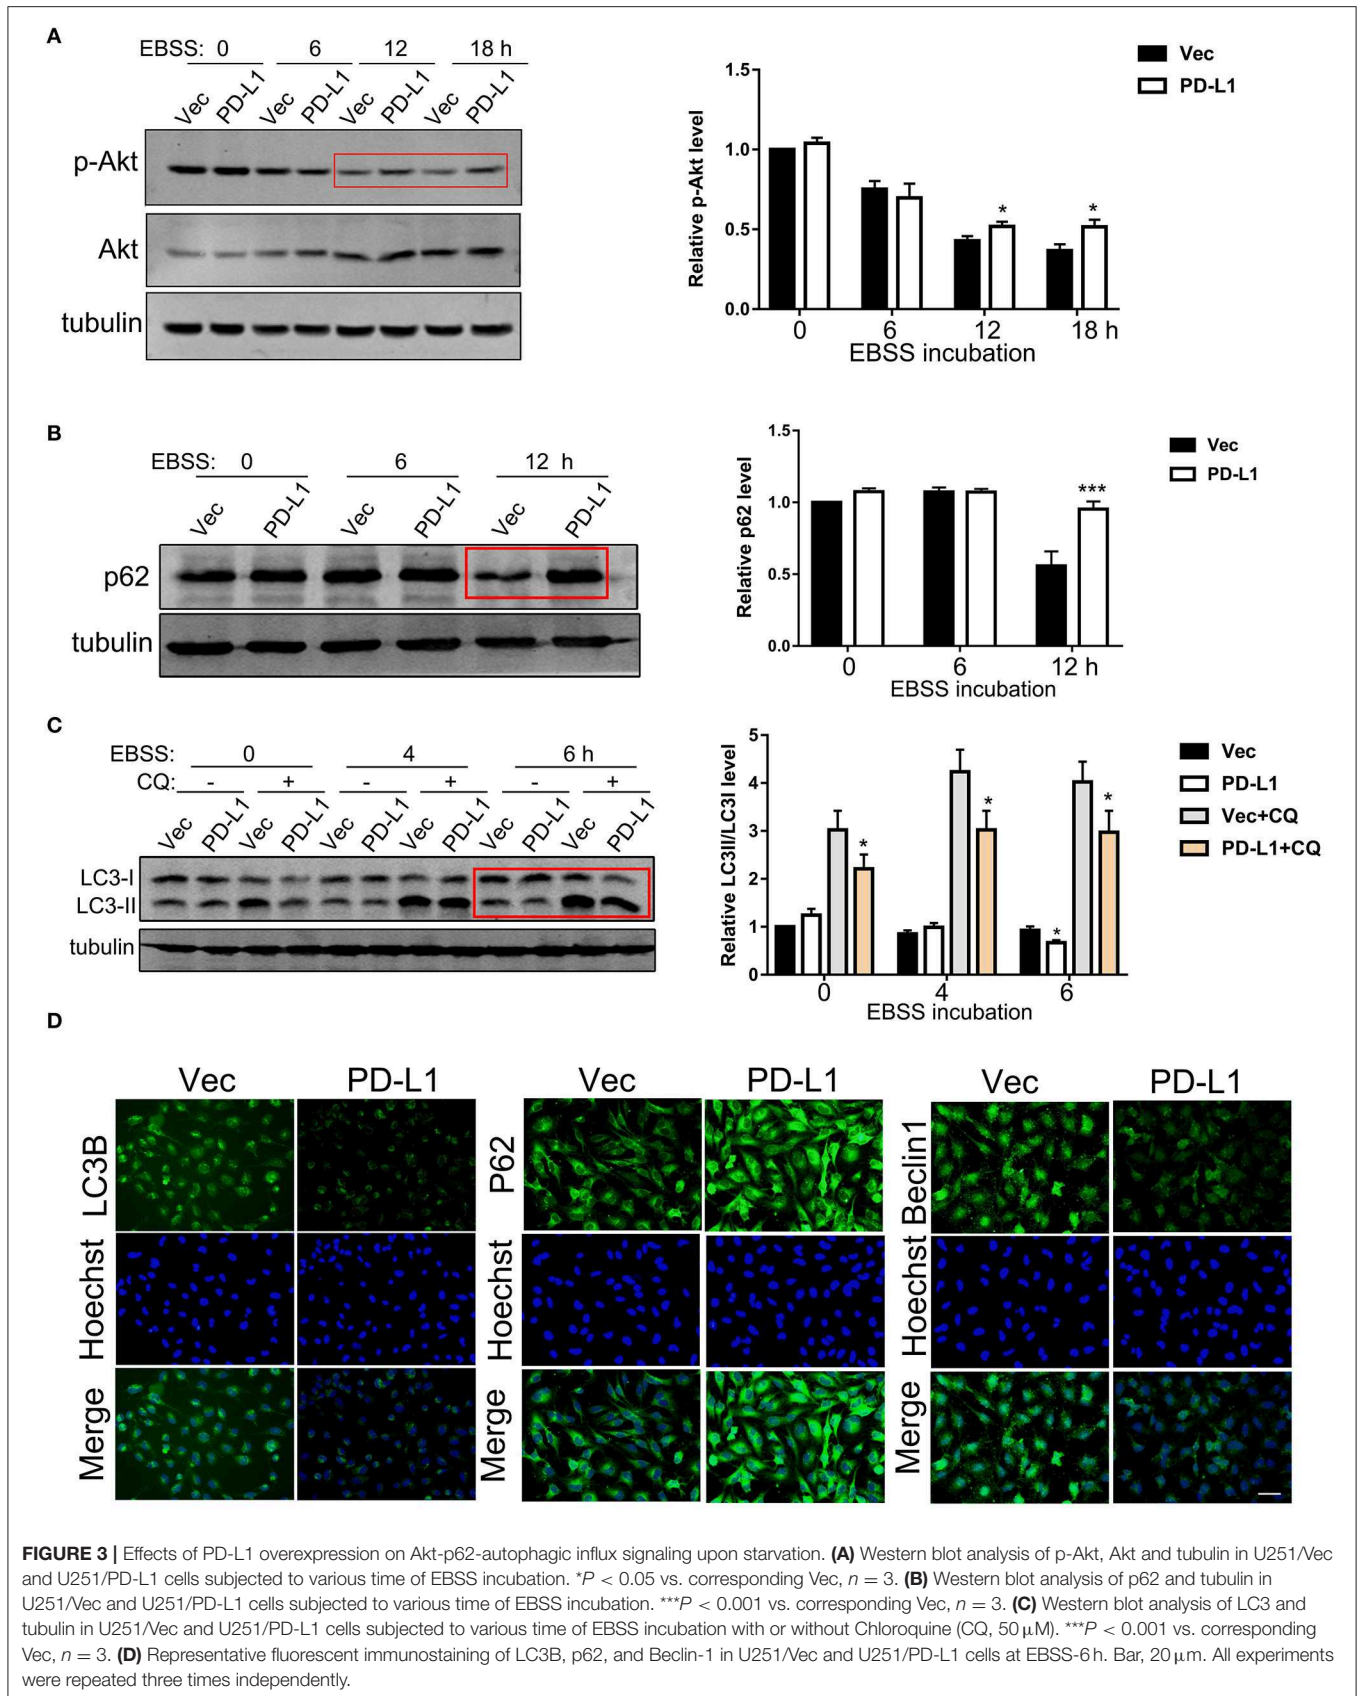 A
EBSS: 0 6 12 18 h
Vec PD-L1 Vec PD-L1 Vec PD-L1 Vec PD-L1
p-Akt
Akt
tubulin
Vec
PD-L1
Relative p-Akt level
1.5
1.0
0.5
0.0
* *
0 6 12 18 h
EBSS incubation
B
EBSS: 0 6 12 h
Vec PD-L1 Vec PD-L1 Vec PD-L1
p62
tubulin
Vec
PD-L1
Relative p62 level
1.5
1.0
0.5
0.0
***
0 6 12 h
EBSS incubation
C
EBSS: 0 4 6 h
CQ: - + - + - +
Vec PD-L1 Vec PD-L1 Vec PD-L1 Vec PD-L1 Vec PD-L1 Vec PD-L1
LC3-I
LC3-II
tubulin
Vec
PD-L1
Vec+CQ
PD-L1+CQ
Relative LC3II/LC3I level
5
4
3
2
1
0
* * * *
0 4 6
EBSS incubation
D
Vec PD-L1 Vec PD-L1 Vec PD-L1
LC3B P62 Beclin1
Hoechst Hoechst Hoechst
Merge Merge Merge
FIGURE 3 | Effects of PD-L1 overexpression on Akt-p62-autophagic influx signaling upon starvation. (A) Western blot analysis of p-Akt, Akt and tubulin in U251/Vec
and U251/PD-L1 cells subjected to various time of EBSS incubation. *P < 0.05 vs. corresponding Vec, n = 3. (B) Western blot analysis of p62 and tubulin in
U251/Vec and U251/PD-L1 cells subjected to various time of EBSS incubation. ***P < 0.001 vs. corresponding Vec, n = 3. (C) Western blot analysis of LC3 and
tubulin in U251/Vec and U251/PD-L1 cells subjected to various time of EBSS incubation with or without Chloroquine (CQ, 50 μM). ***P < 0.001 vs. corresponding
Vec, n = 3. (D) Representative fluorescent immunostaining of LC3B, p62, and Beclin-1 in U251/Vec and U251/PD-L1 cells at EBSS-6 h. Bar, 20 μm. All experiments
were repeated three times independently.